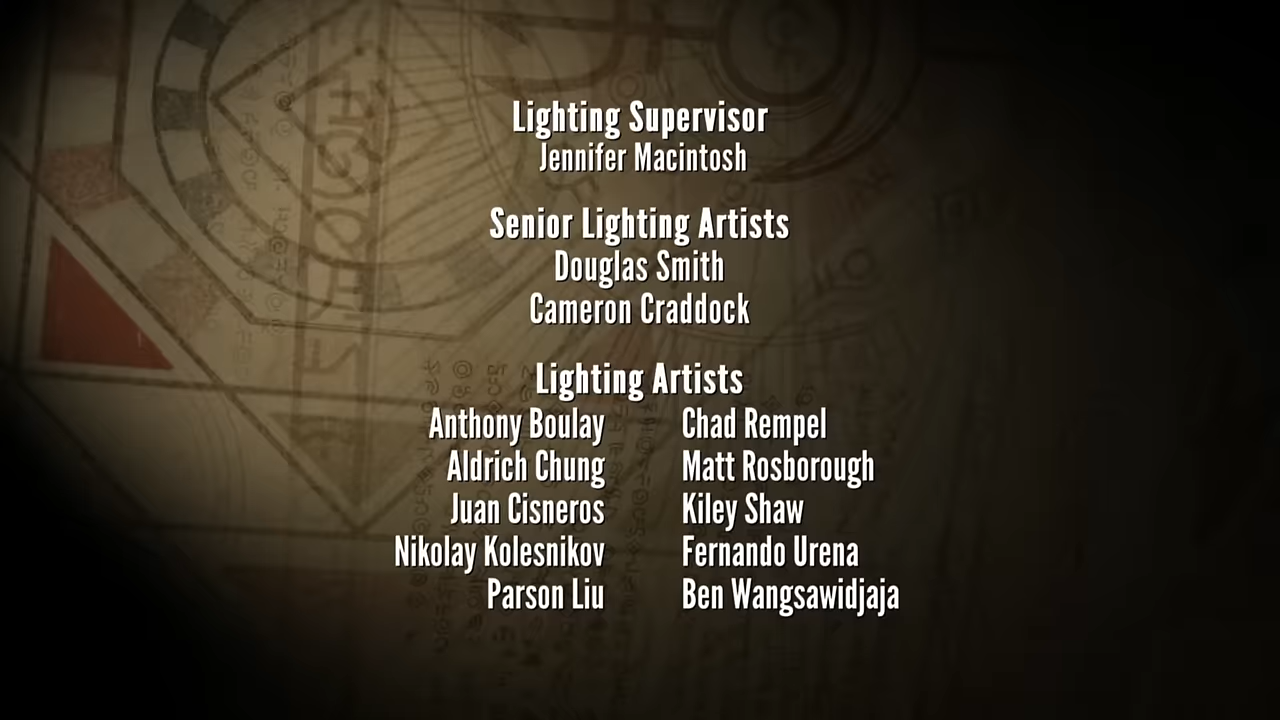 Lighting Supervisor
Jennifer Macintosh
Senior Lighting Artists
Douglas Smith
Cameron Craddock
Lighting Artists
Anthony Boulay
Aldrich Chung
Juan Cisneros
Nikolay Kolesnikov
Parson Liu
Chad Rempel
Matt Rosborough
Kiley Shaw
Fernando Urena
Ben Wangsawidjaja